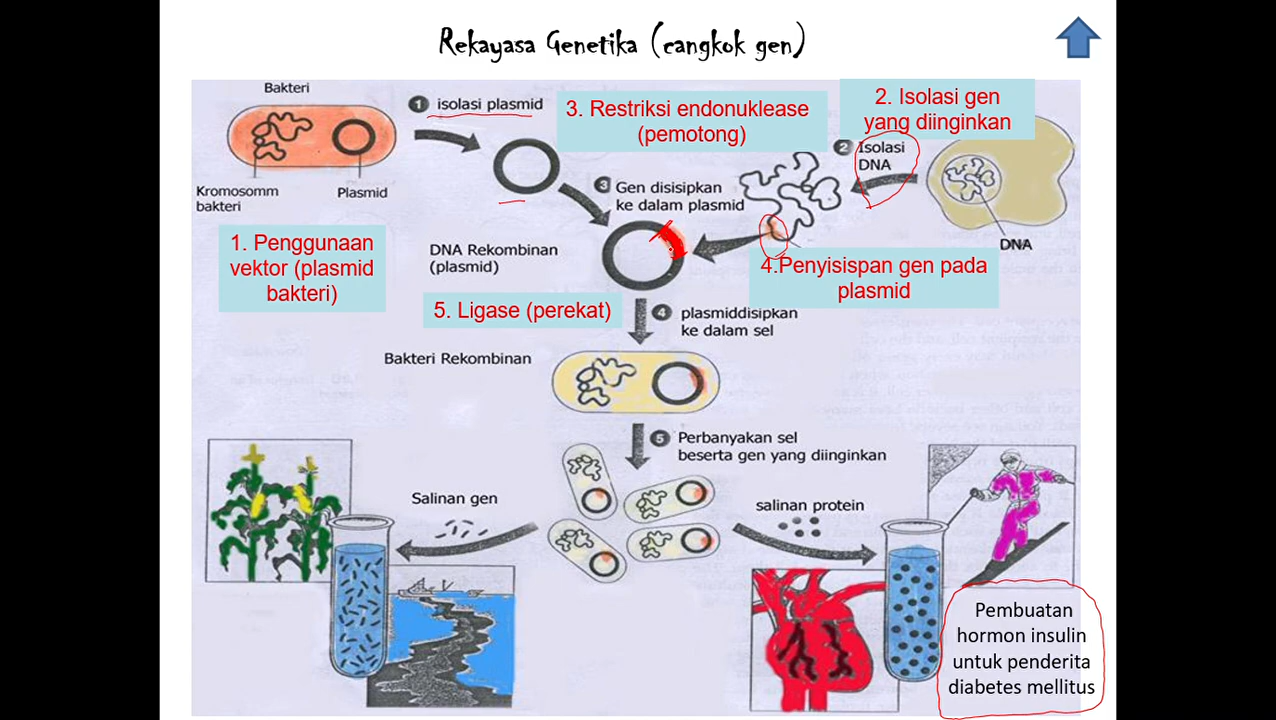 Rekayasa Genetika (cangkok gen)
Bakteri
1 isolasi plasmid
3. Restriksi endonuklease
(pemotong)
2. Isolasi gen
yang diinginkan
2 Isolasi
DNA
Kromosomm
bakteri
Plasmid
3 Gen disisipkan
ke dalam plasmid
DNA
1. Penggunaan
vektor (plasmid
bakteri)
DNA Rekombinan
(plasmid)
4.Penyisispan gen pada
plasmid
5. Ligase (perekat)
4 plasmiddisipkan
ke dalam sel
Bakteri Rekombinan
5 Perbanyakan sel
beserta gen yang diinginkan
Salinan gen
salinan protein
Pembuatan
hormon insulin
untuk penderita
diabetes mellitus